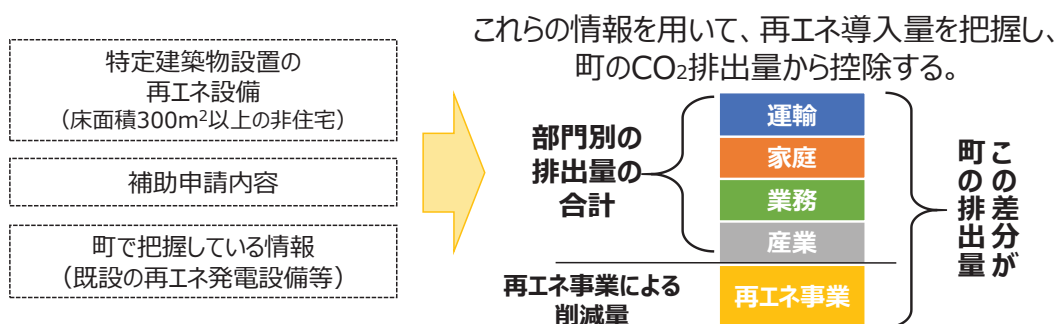 特定建築物設置の
再エネ設備
（床面積300m²以上の非住宅）
補助申請内容
町で把握している情報
（既設の再エネ発電設備等）
これらの情報を用いて、再エネ導入量を把握し、
町のCO₂排出量から控除する。
部門別の
排出量の
合計
運輸
家庭
業務
産業
再エネ事業による
削減量
再エネ事業
この差分が
町の排出量